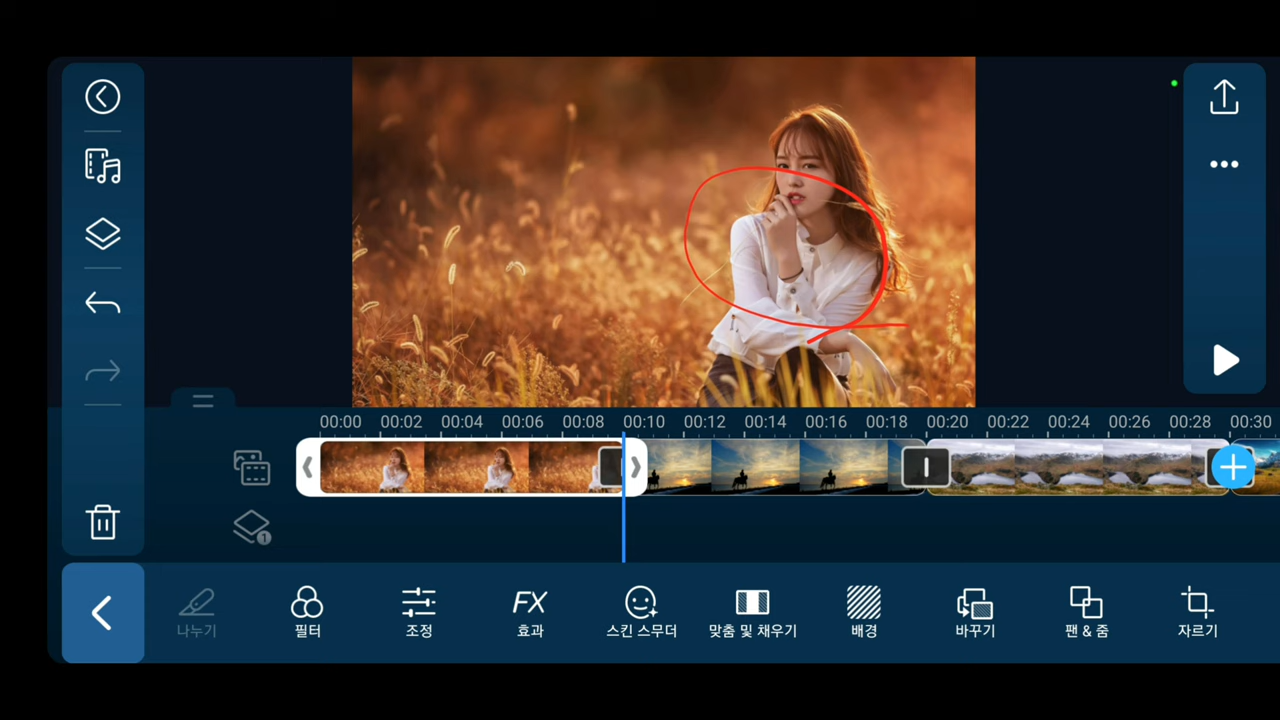 00:00 00:02 00:04 00:06 00:08 00:10 00:12 00:14 00:16 00:18 00:20 00:22 00:24 00:26 00:28 00:30
1
FX
나누기 필터 조정 효과 스킨 스무더 맞춤 및 채우기 배경 바꾸기 팬 & 줌 자르기